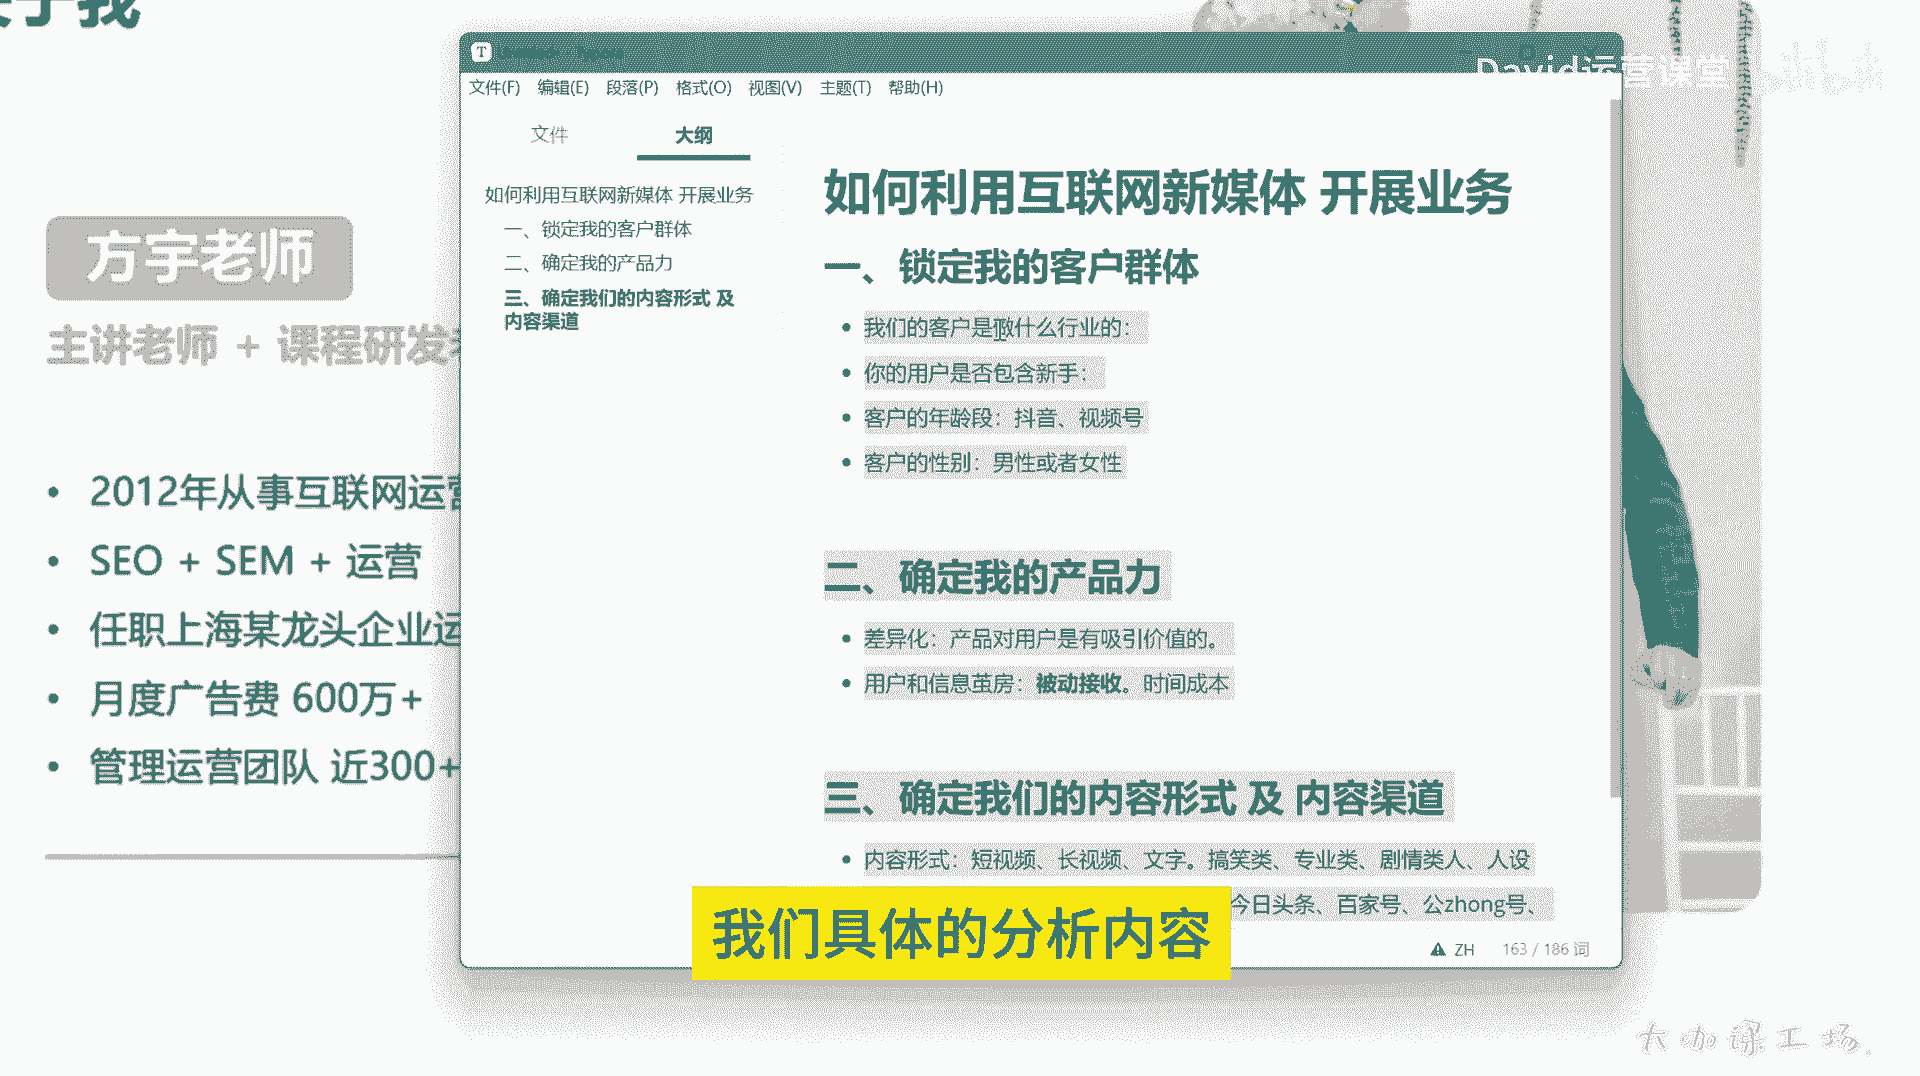 方宇老师
主讲老师 + 课程研发
2012年从事互联网运营
SEO + SEM + 运营
任职上海某龙头企业运
月度广告费 600万+
管理运营团队 近300+
David运营课堂
T
文件(F) 编辑(E) 段落(P) 格式(O) 视图(V) 主题(T) 帮助(H)
文件 大纲
如何利用互联网新媒体 开展业务
一、锁定我的客户群体
二、确定我的产品力
三、确定我们的内容形式 及
内容渠道
如何利用互联网新媒体 开展业务
一、锁定我的客户群体
我们的客户是做什么行业的：
你的用户是否包含新手：
客户的年龄段：抖音、视频号
客户的性别：男性或者女性
二、确定我的产品力
差异化：产品对用户是有吸引价值的。
用户和信息茧房：被动接收。时间成本
三、确定我们的内容形式 及 内容渠道
内容形式：短视频、长视频、文字。搞笑类、专业类、剧情类人、人设
今日头条、百家号、公zhong号、
我们具体的分析内容
ZH 163 / 186 词
大咖课工场.